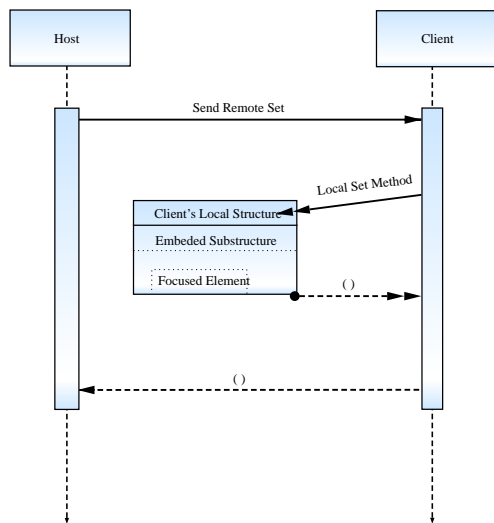 Host
Client
Send Remote Set
Local Set Method
Client's Local Structure
Embeded Substructure
Focused Element
( )
( )